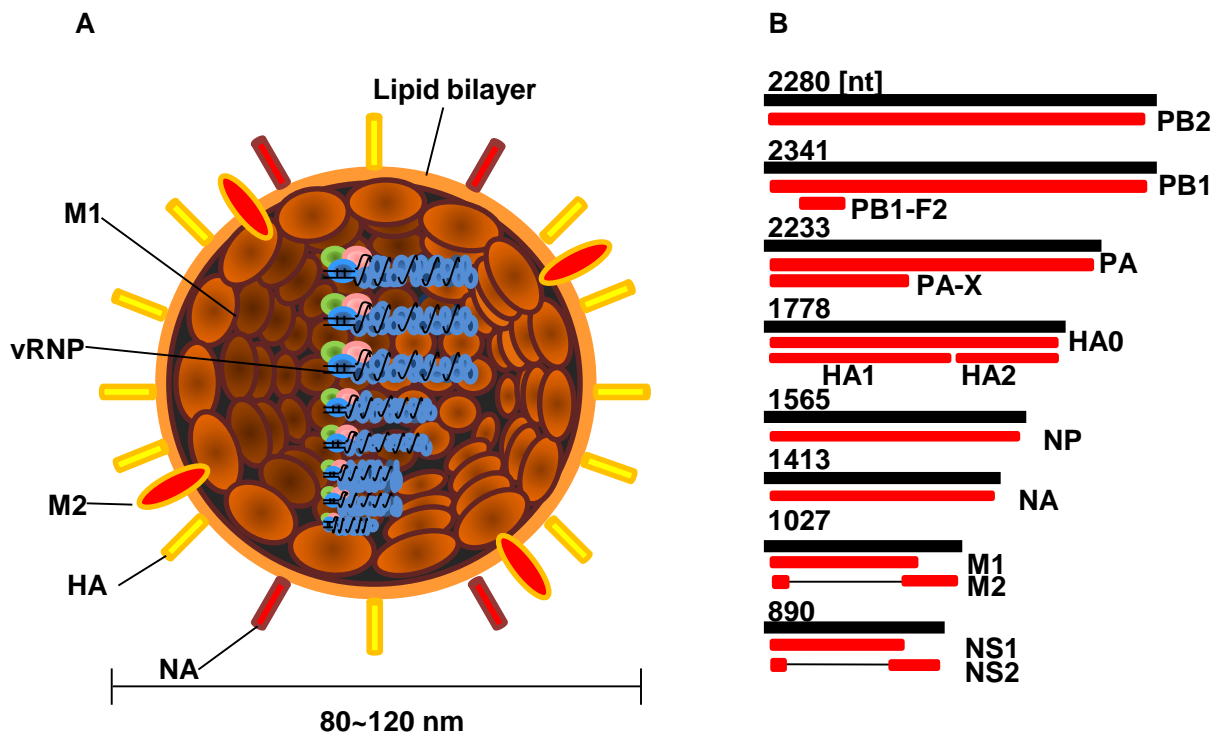 A
Lipid bilayer
M1
vRNP
M2
HA
NA
80~120 nm
B
2280 [nt]
PB2
2341
PB1
PB1-F2
2233
PA
PA-X
1778
HA0
HA1 HA2
1565
NP
1413
NA
1027
M1
M2
890
NS1
NS2